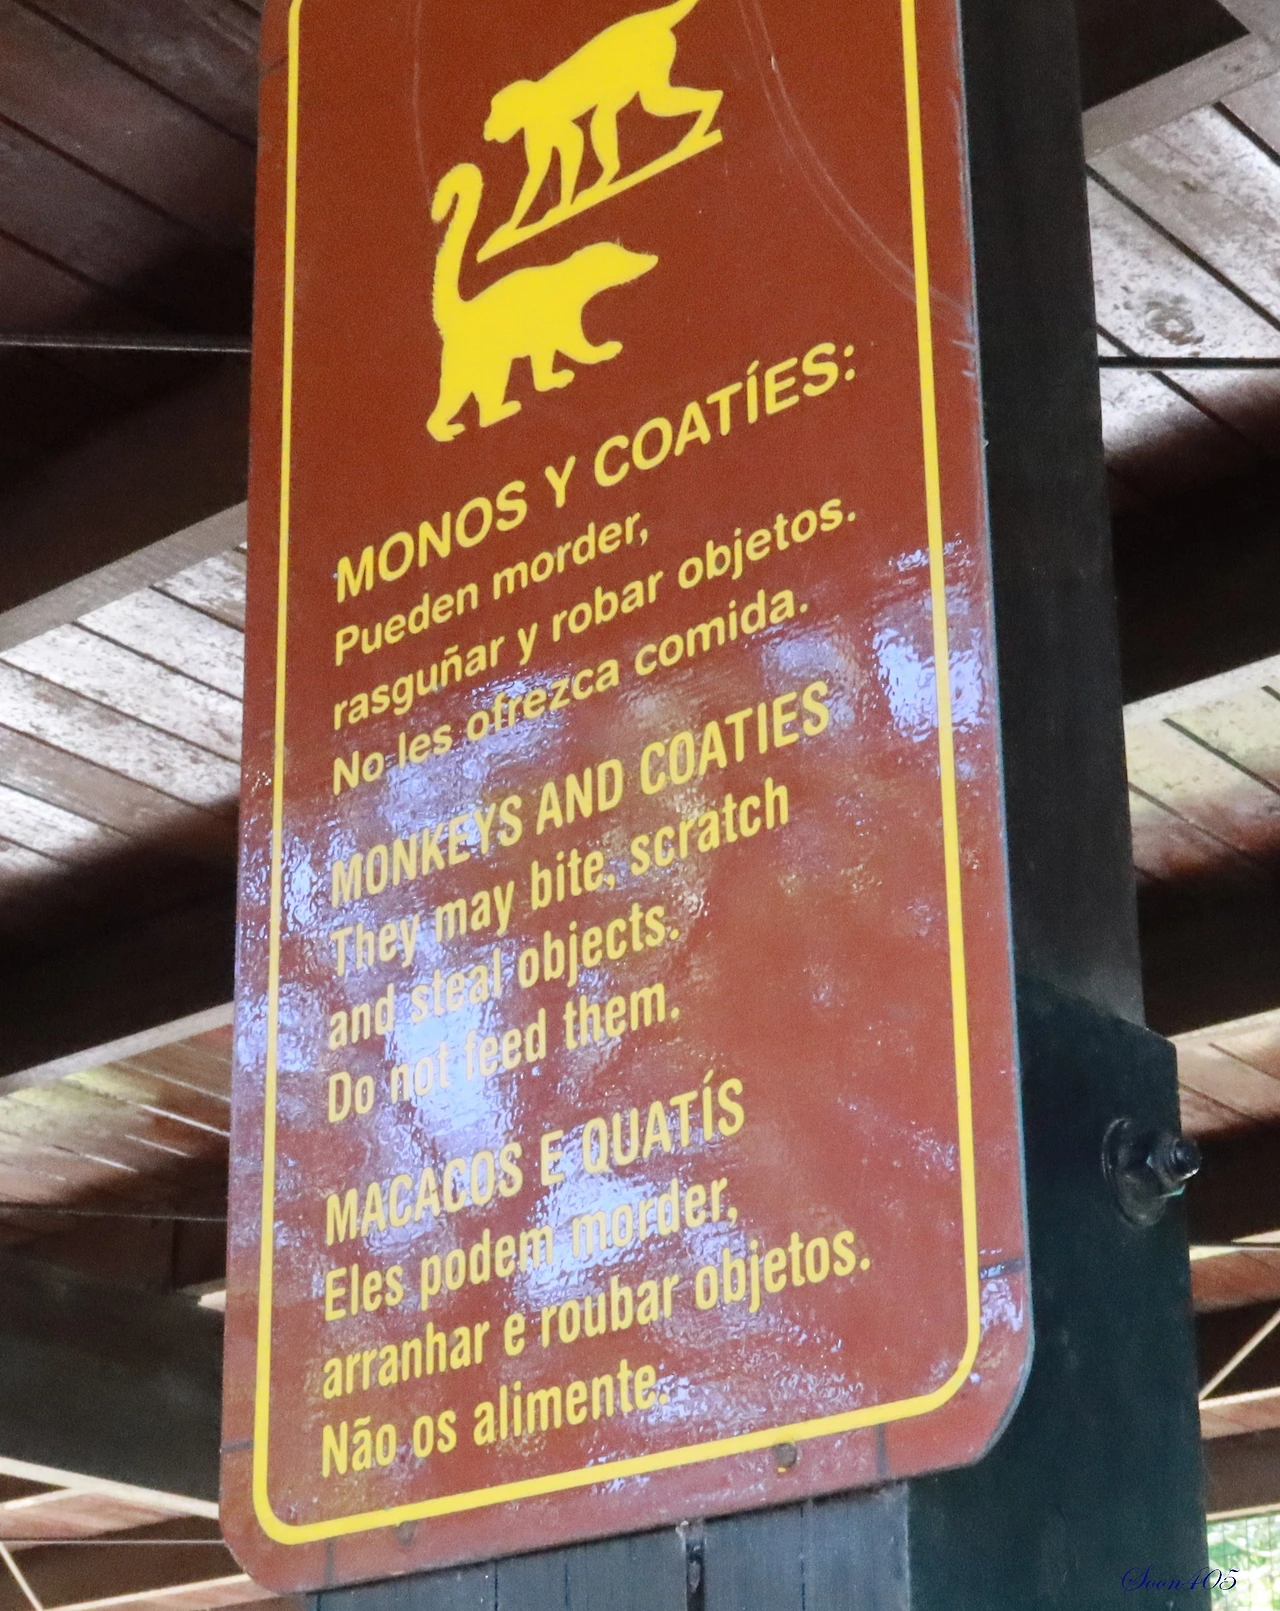 MONOS Y COATÍES:
Pueden morder,
rasguñar y robar objetos.
No les ofrezca comida.
MONKEYS AND COATIES
They may bite, scratch
and steal objects.
Do not feed them.
MACACOS E QUATÍS
Eles podem morder,
arranhar e roubar objetos.
Não os alimente.
Soon405